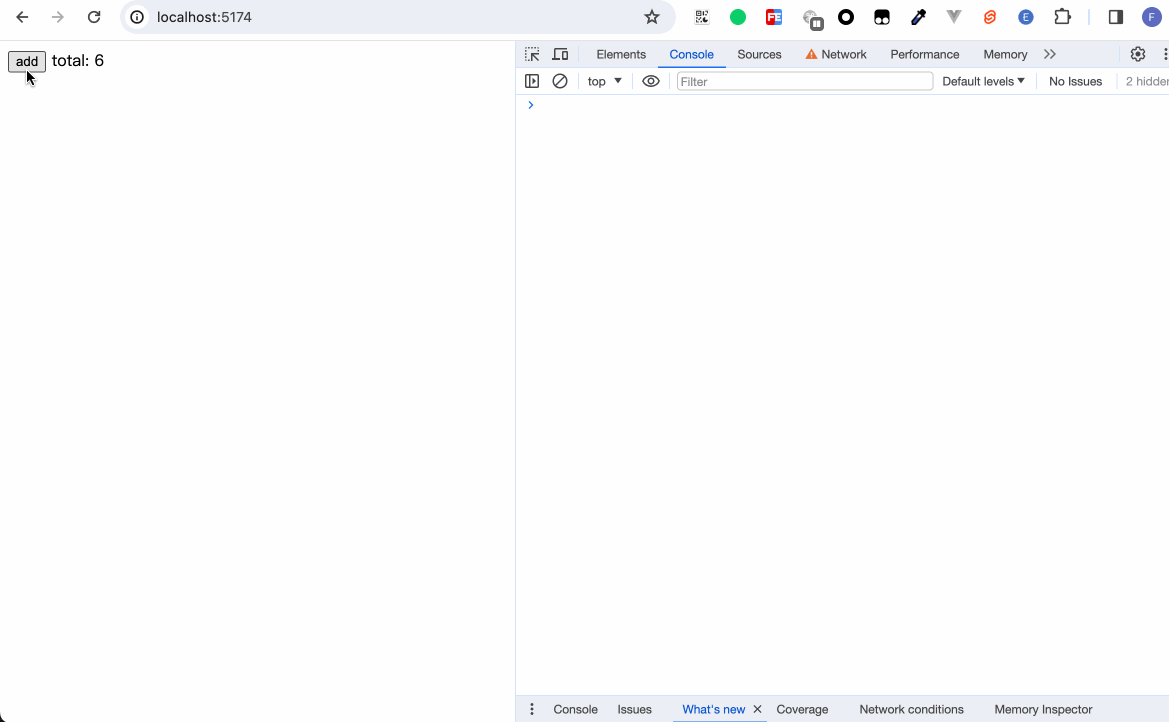 localhost:5174
FE
E
F
add total: 6
Elements Console Sources Network Performance Memory
top Filter Default levels No Issues 2 hidden
Console Issues What's new Coverage Network conditions Memory Inspector